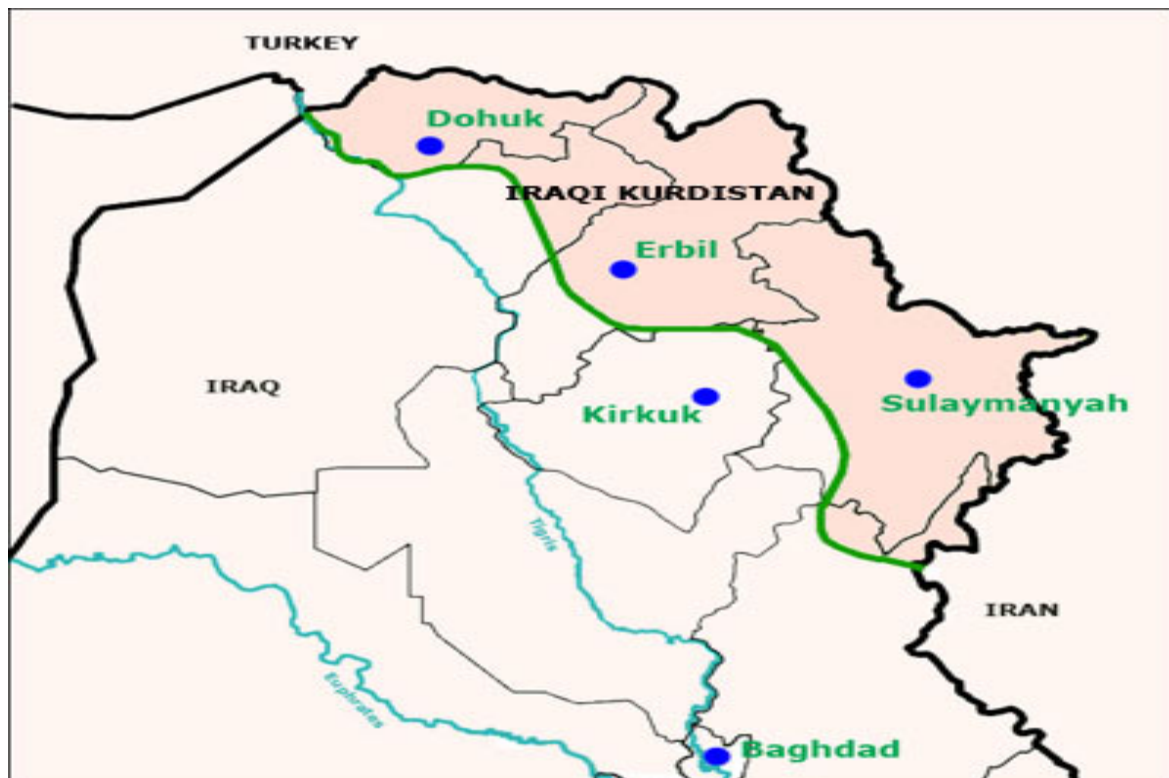 TURKEY
Dohuk
IRAQI KURDISTAN
Erbil
IRAQ
Kirkuk
Sulaymanyah
Tigris
IRAN
Euphrates
Baghdad